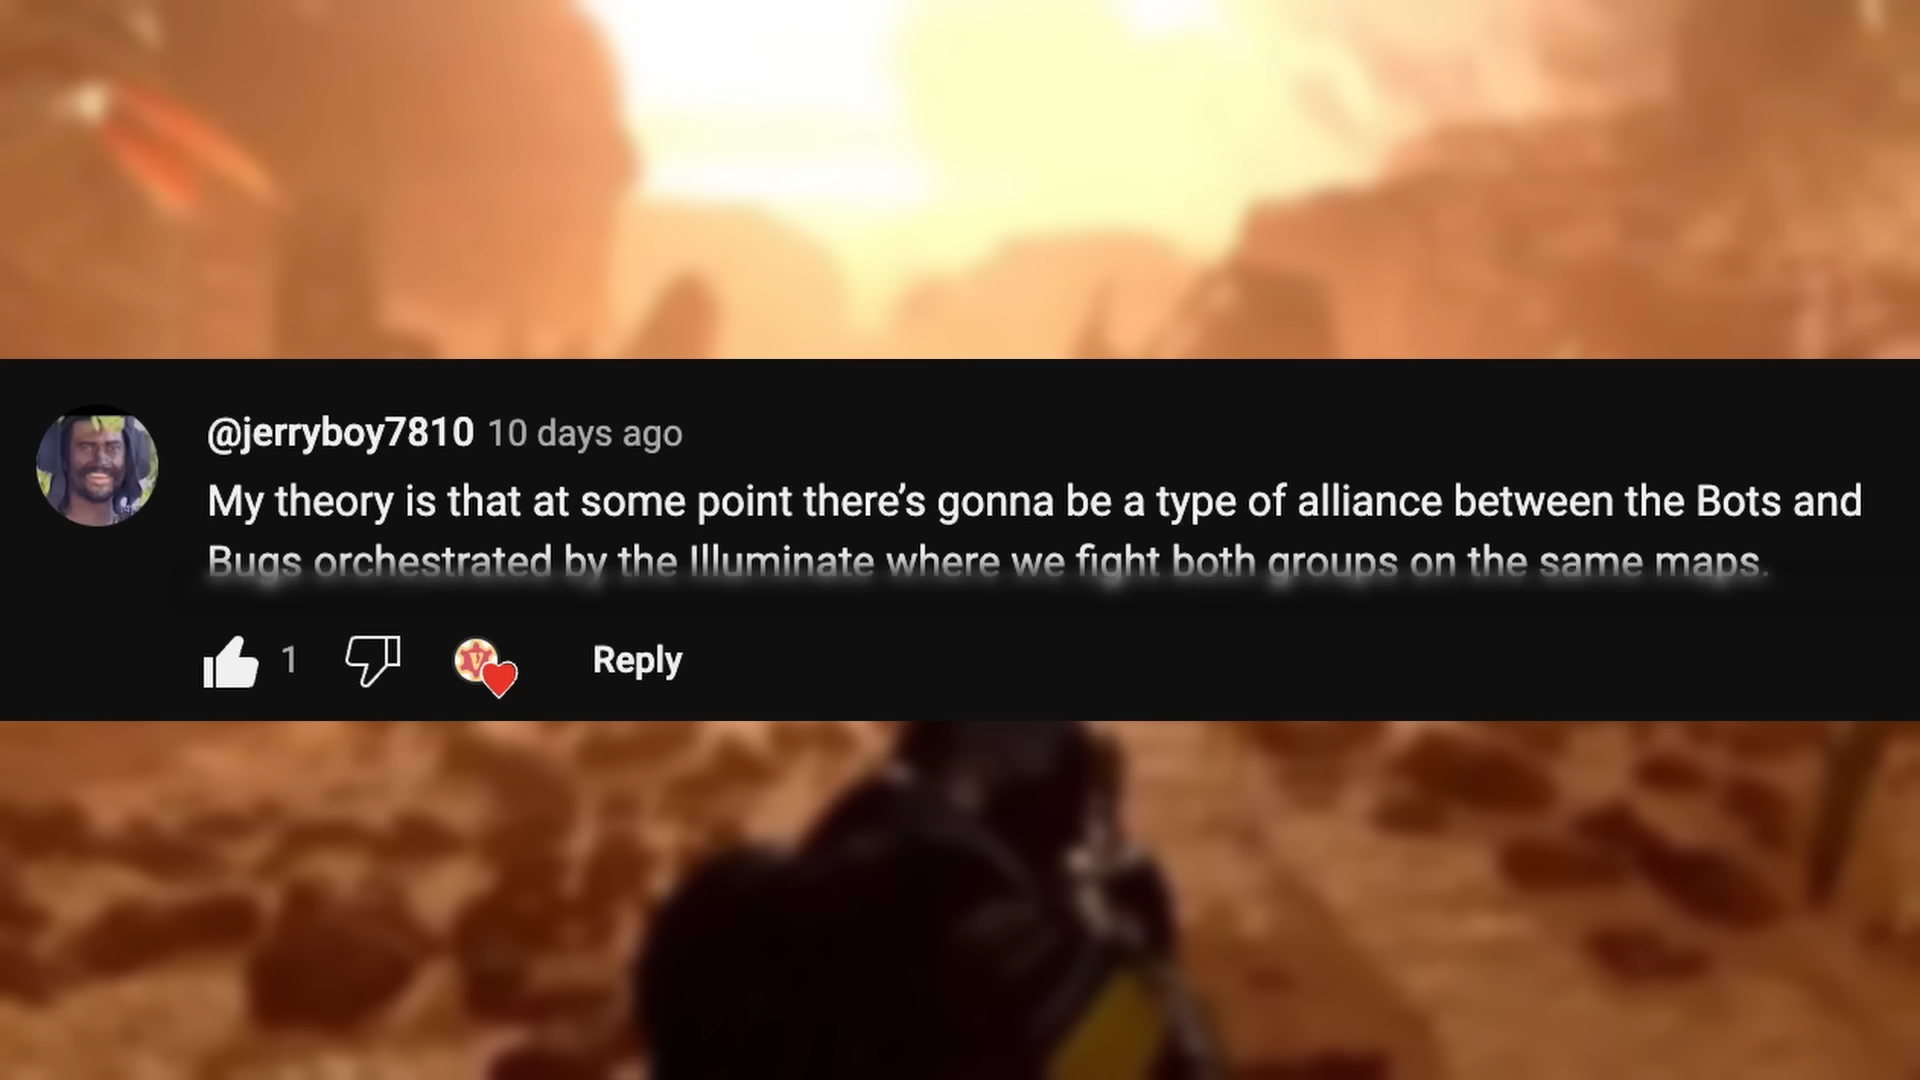 @jerryboy7810 10 days ago
My theory is that at some point there's gonna be a type of alliance between the Bots and
Bugs orchestrated by the Illuminate where we fight both groups on the same maps.
1 V Reply